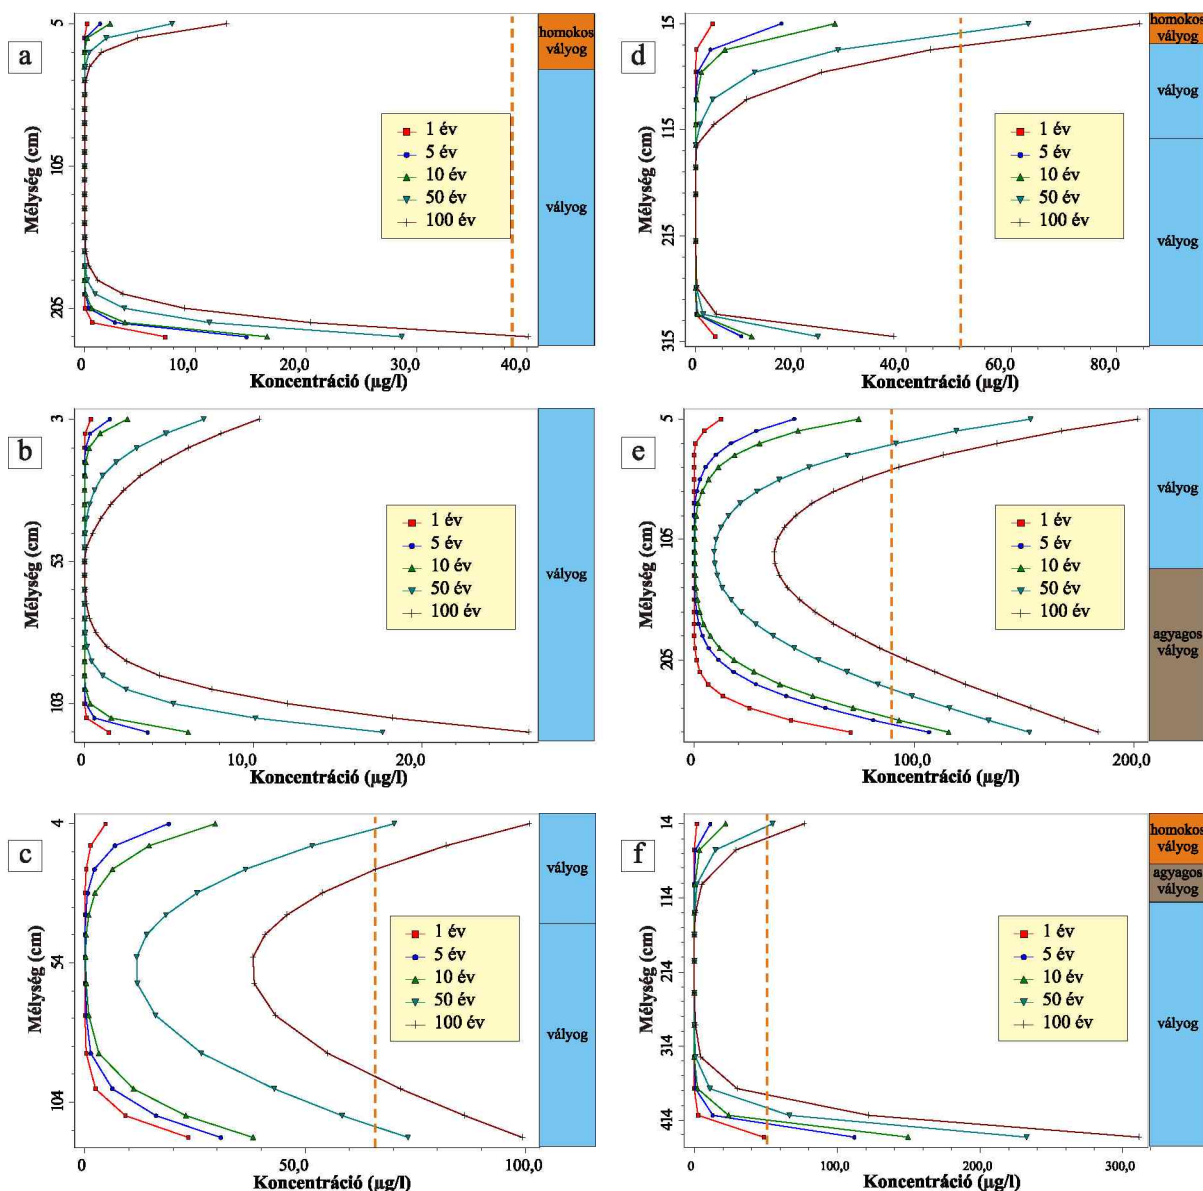 a
5
105
205
Mélység (cm)
0
10,0
20,0
30,0
40,0
Koncentráció (µg/l)
1 év
5 év
10 év
50 év
100 év
homokos
vályog
vályog
d
15
115
215
315
Mélység (cm)
0
20,0
40,0
60,0
80,0
Koncentráció (µg/l)
1 év
5 év
10 év
50 év
100 év
homokos
vályog
vályog
vályog
b
3
53
103
Mélység (cm)
0
10,0
20,0
Koncentráció (µg/l)
1 év
5 év
10 év
50 év
100 év
vályog
e
5
105
205
Mélység (cm)
0
100,0
200,0
Koncentráció (µg/l)
1 év
5 év
10 év
50 év
100 év
vályog
agyagos
vályog
c
4
54
104
Mélység (cm)
0
50,0
100,0
Koncentráció (µg/l)
1 év
5 év
10 év
50 év
100 év
vályog
vályog
f
14
114
214
314
414
Mélység (cm)
0
100,0
200,0
300,0
Koncentráció (µg/l)
1 év
5 év
10 év
50 év
100 év
homokos
vályog
agyagos
vályog
vályog